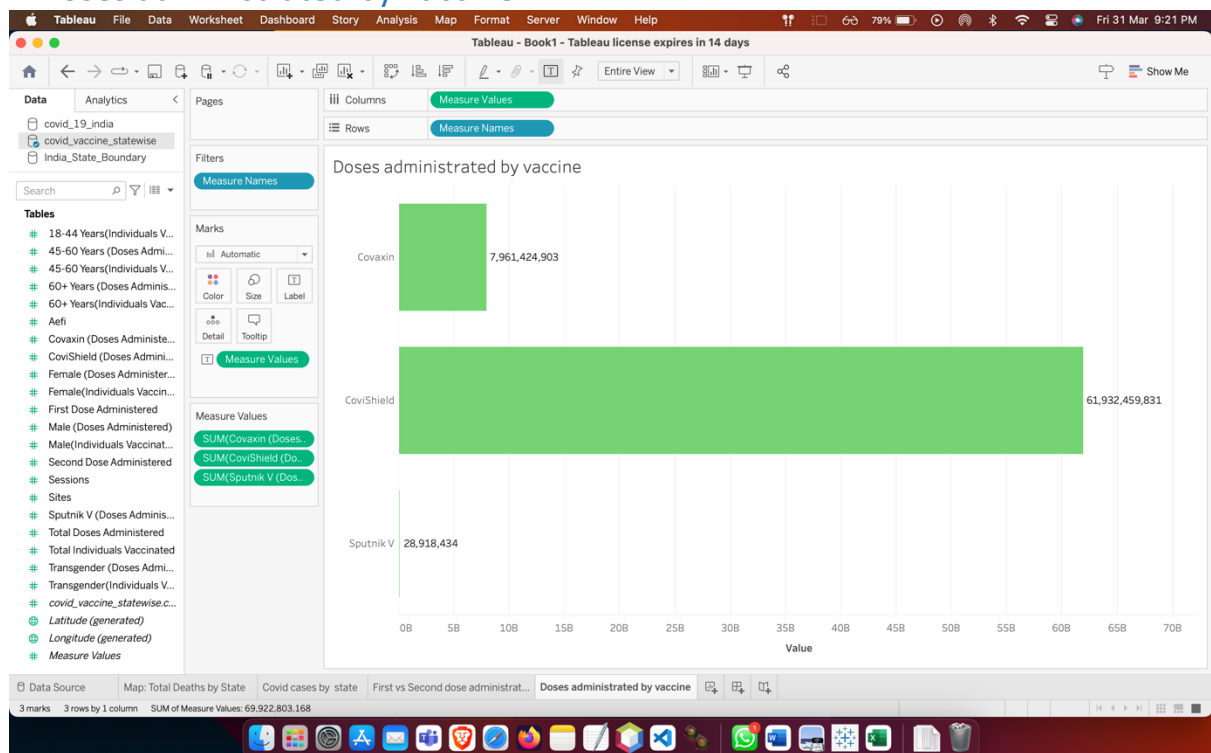 Tableau File Data Worksheet Dashboard Story Analysis Map Format Server Window Help 79% Fri 31 Mar 9:21 PM
Tableau - Book1 - Tableau license expires in 14 days
Entire View Show Me
Data Analytics
covid_19_india
covid_vaccine_statewise
India_State_Boundary
Search
Tables
18-44 Years(Individuals V...
45-60 Years (Doses Admi...
45-60 Years(Individuals V...
60+ Years (Doses Adminis...
60+ Years(Individuals Vac...
Aefi
Covaxin (Doses Administe...
CoviShield (Doses Admini...
Female (Doses Administer...
Female(Individuals Vaccin...
First Dose Administered
Male (Doses Administered)
Male(Individuals Vaccinat...
Second Dose Administered
Sessions
Sites
Sputnik V (Doses Adminis...
Total Doses Administered
Total Individuals Vaccinated
Transgender (Doses Admi...
Transgender(Individuals V...
covid_vaccine_statewise.c...
Latitude (generated)
Longitude (generated)
Measure Values
Pages
Filters
Measure Names
Marks
Automatic
Color Size Label
Detail Tooltip
Measure Values
Measure Values
SUM(Covaxin (Doses..
SUM(CoviShield (Do..
SUM(Sputnik V (Dos..
Columns Measure Values
Rows Measure Names
Doses administrated by vaccine
Covaxin 7,961,424,903
CoviShield 61,932,459,831
Sputnik V 28,918,434
0B 5B 10B 15B 20B 25B 30B 35B 40B 45B 50B 55B 60B 65B 70B
Value
Data Source Map: Total Deaths by State Covid cases by state First vs Second dose administrat... Doses administrated by vaccine
3 marks 3 rows by 1 column SUM of Measure Values: 69,922,803,168